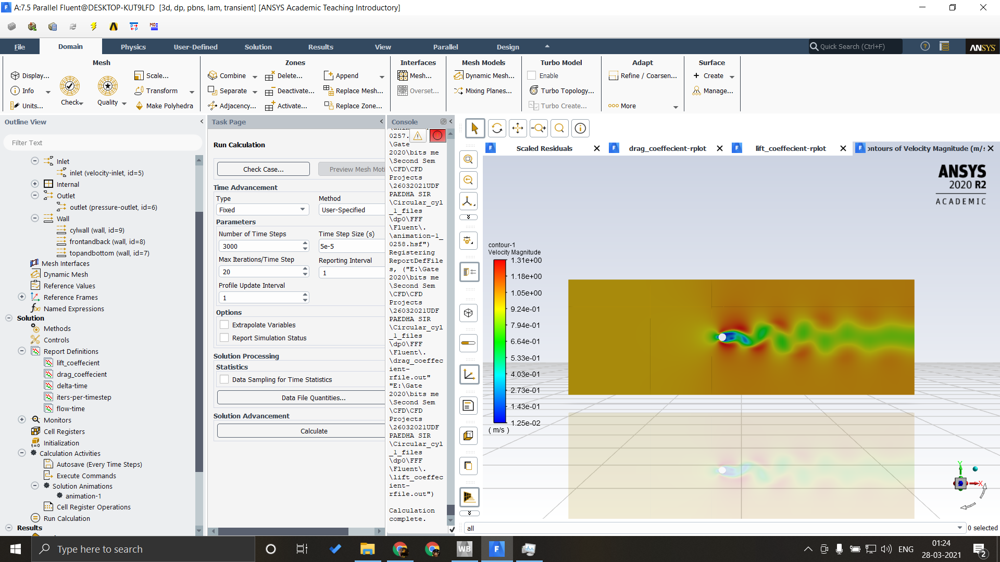 A:7.5 Parallel Fluent@DESKTOP-KUT9LFD [3d, dp, pbns, lam, transient] [ANSYS Academic Teaching Introductory]
File
Domain
Physics
User-Defined
Solution
Results
View
Parallel
Design
Quick Search (Ctrl+F)
ANSYS
Mesh
Display...
Info
Units...
Check
Quality
Scale...
Transform
Make Polyhedra
Zones
Combine
Separate
Adjacency...
Delete...
Deactivate...
Activate...
Append
Replace Mesh...
Replace Zone...
Interfaces
Mesh...
Overset...
Mesh Models
Dynamic Mesh...
Mixing Planes...
Turbo Model
Enable
Turbo Topology...
Turbo Create...
Adapt
Refine / Coarsen...
More
Surface
Create
Manage...
Outline View
Filter Text
Inlet
inlet (velocity-inlet, id=5)
Internal
Outlet
outlet (pressure-outlet, id=6)
Wall
cylwall (wall, id=9)
frontandback (wall, id=8)
topandbottom (wall, id=7)
Mesh Interfaces
Dynamic Mesh
Reference Values
Reference Frames
Named Expressions
Solution
Methods
Controls
Report Definitions
lift_coeffecient
drag_coeffecient
delta-time
iters-per-timestep
flow-time
Monitors
Cell Registers
Initialization
Calculation Activities
Autosave (Every Time Steps)
Execute Commands
Solution Animations
animation-1
Cell Register Operations
Run Calculation
Results
Task Page
Run Calculation
Check Case...
Preview Mesh Moti
Time Advancement
Type
Method
Fixed
User-Specified
Parameters
Number of Time Steps
Time Step Size (s)
3000
5e-5
Max Iterations/Time Step
Reporting Interval
20
1
Profile Update Interval
1
Options
Extrapolate Variables
Report Simulation Status
Solution Processing
Statistics
Data Sampling for Time Statistics
Data File Quantities...
Solution Advancement
Calculate
Console
0257.
\Gate
2020\bits me
\Second Sem
\CFD\CFD
Projects
\26032021UDF
PAEDHA SIR
\Circular_cyl
_1_files
\dp0\FFF
\Fluent\.
\animation-1_
0258.hsf")
Registering
ReportDefFile
s, ("E:\Gate
2020\bits me
\Second Sem
\CFD\CFD
Projects
\26032021UDF
PAEDHA SIR
\Circular_cyl
_1_files
\dp0\FFF
\Fluent\.
\drag_coeffec
ient-
rfile.out"
"E:\Gate
2020\bits me
\Second Sem
\CFD\CFD
Projects
\26032021UDF
PAEDHA SIR
\Circular_cyl
_1_files
\dp0\FFF
\Fluent\.
\lift_coeffec
ient-
rfile.out")
Calculation
complete.
Scaled Residuals
drag_coeffecient-rplot
lift_coeffecient-rplot
ontours of Velocity Magnitude (m/s
ANSYS
2020 R2
ACADEMIC
contour-1
Velocity Magnitude
1.31e+00
1.18e+00
1.05e+00
9.24e-01
7.94e-01
6.64e-01
5.33e-01
4.03e-01
2.73e-01
1.43e-01
1.25e-02
( m/s )
Y
X
all
0 selected
Type here to search
WB
F
ENG
01:24
28-03-2021
2